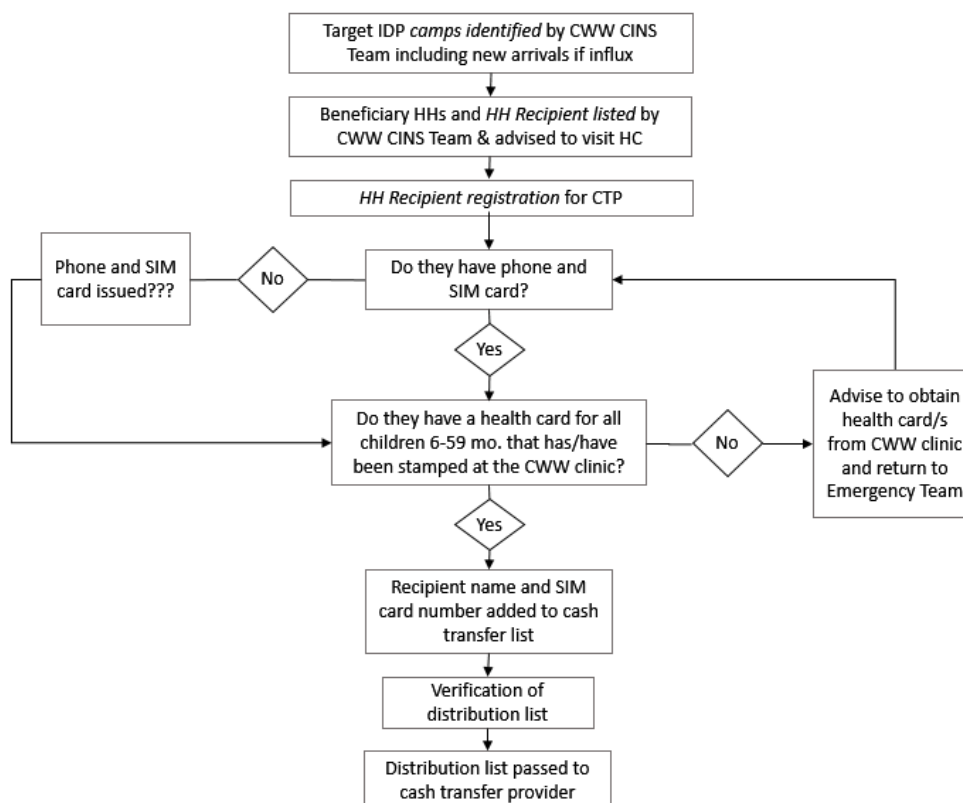 Target IDP camps identified by CWW CINS
Team including new arrivals if influx
Beneficiary HHs and HH Recipient listed by
CWW CINS Team & advised to visit HC
HH Recipient registration for CTP
Phone and SIM
card issued???
No
Do they have phone and
SIM card?
Yes
Do they have a health card for all
children 6-59 mo. that has/have
been stamped at the CWW clinic?
No
Advise to obtain
health card/s
from CWW clinic
and return to
Emergency Team
Yes
Recipient name and SIM
card number added to cash
transfer list
Verification of
distribution list
Distribution list passed to
cash transfer provider